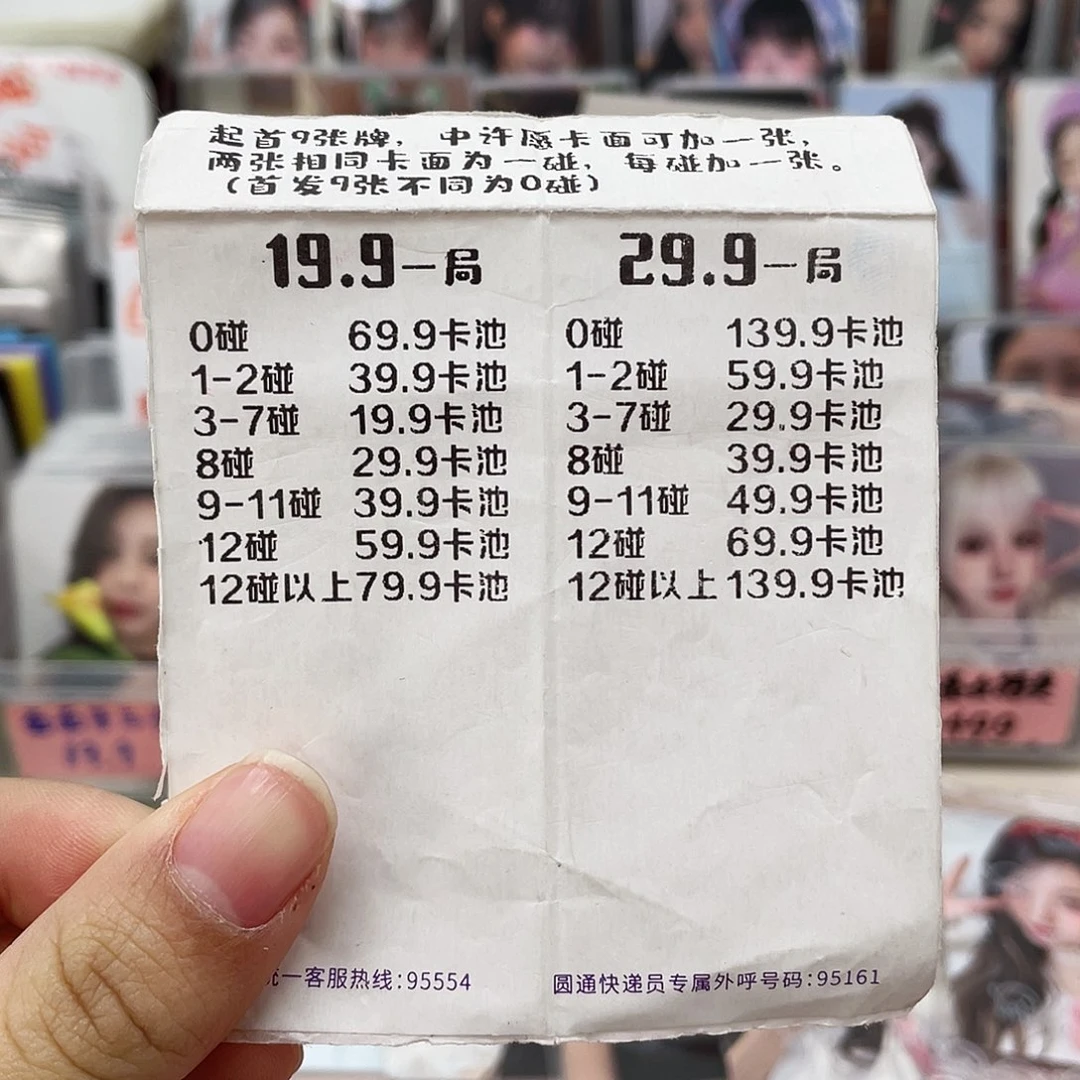 起首9张牌，中许愿卡面可加一张，
两张相同卡面为一碰，每碰加一张。
（首发9张不同为0碰）
19.9一局
0碰 69.9卡池
1-2碰 39.9卡池
3-7碰 19.9卡池
8碰 29.9卡池
9-11碰 39.9卡池
12碰 59.9卡池
12碰以上79.9卡池
29.9一局
0碰 139.9卡池
1-2碰 59.9卡池
3-7碰 29.9卡池
8碰 39.9卡池
9-11碰 49.9卡池
12碰 69.9卡池
12碰以上139.9卡池
一客服热线:95554
圆通快递员专属外呼号码:95161